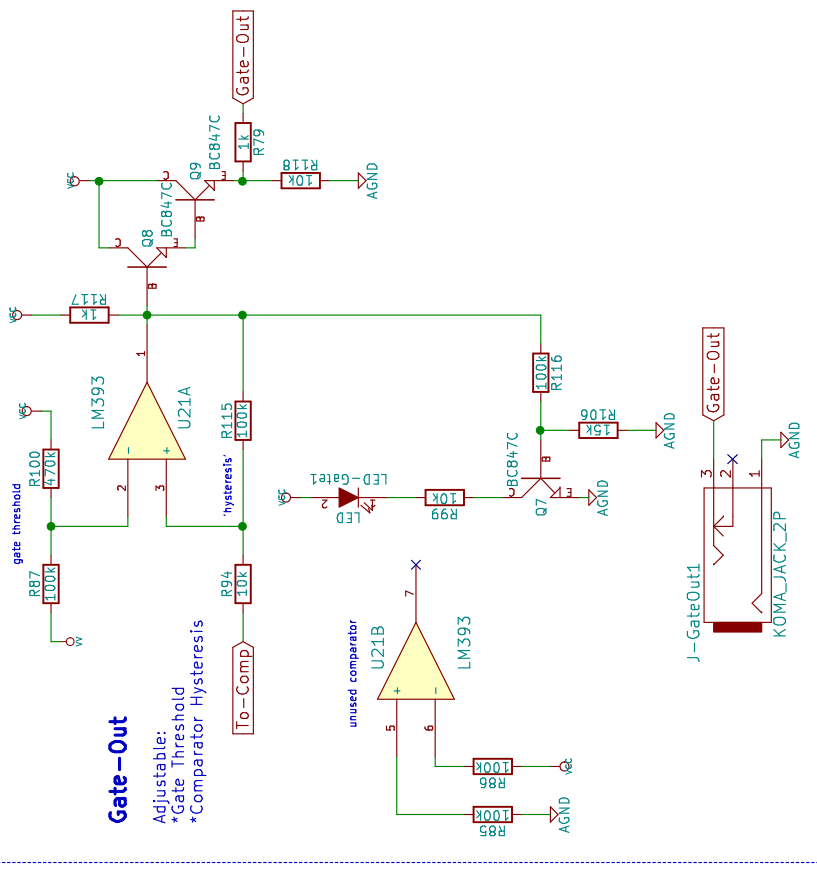 Gate-Out
Adjustable:
*Gate Threshold
*Comparator Hysteresis
gate threshold
VCC
R100
470k
R87
100k
LM393
U21A
-
+
2
3
1
VCC
R117
1k
VCC
Q8
BC847C
C
B
E
Q9
BC847C
C
B
E
R79
1k
Gate-Out
R118
10k
AGND
R115
100k
'hysteresis'
R94
10k
To-Comp
R116
100k
R106
15k
AGND
VCC
LED-Gate1
LED
2
1
R99
10k
Q7
BC847C
C
B
E
AGND
unused comparator
U21B
LM393
+
-
5
6
7
R86
100k
VCC
R85
100k
AGND
Gate-Out
3
2
1
AGND
J-GateOut1
KOMA_JACK_2P